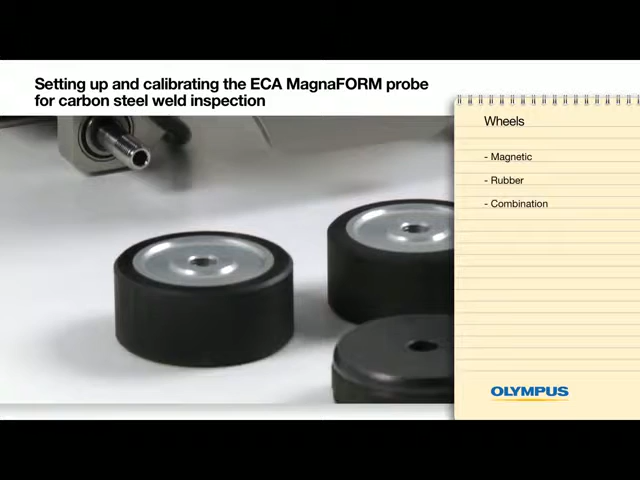 Setting up and calibrating the ECA MagnaFORM probe
for carbon steel weld inspection
Wheels
- Magnetic
- Rubber
- Combination
OLYMPUS